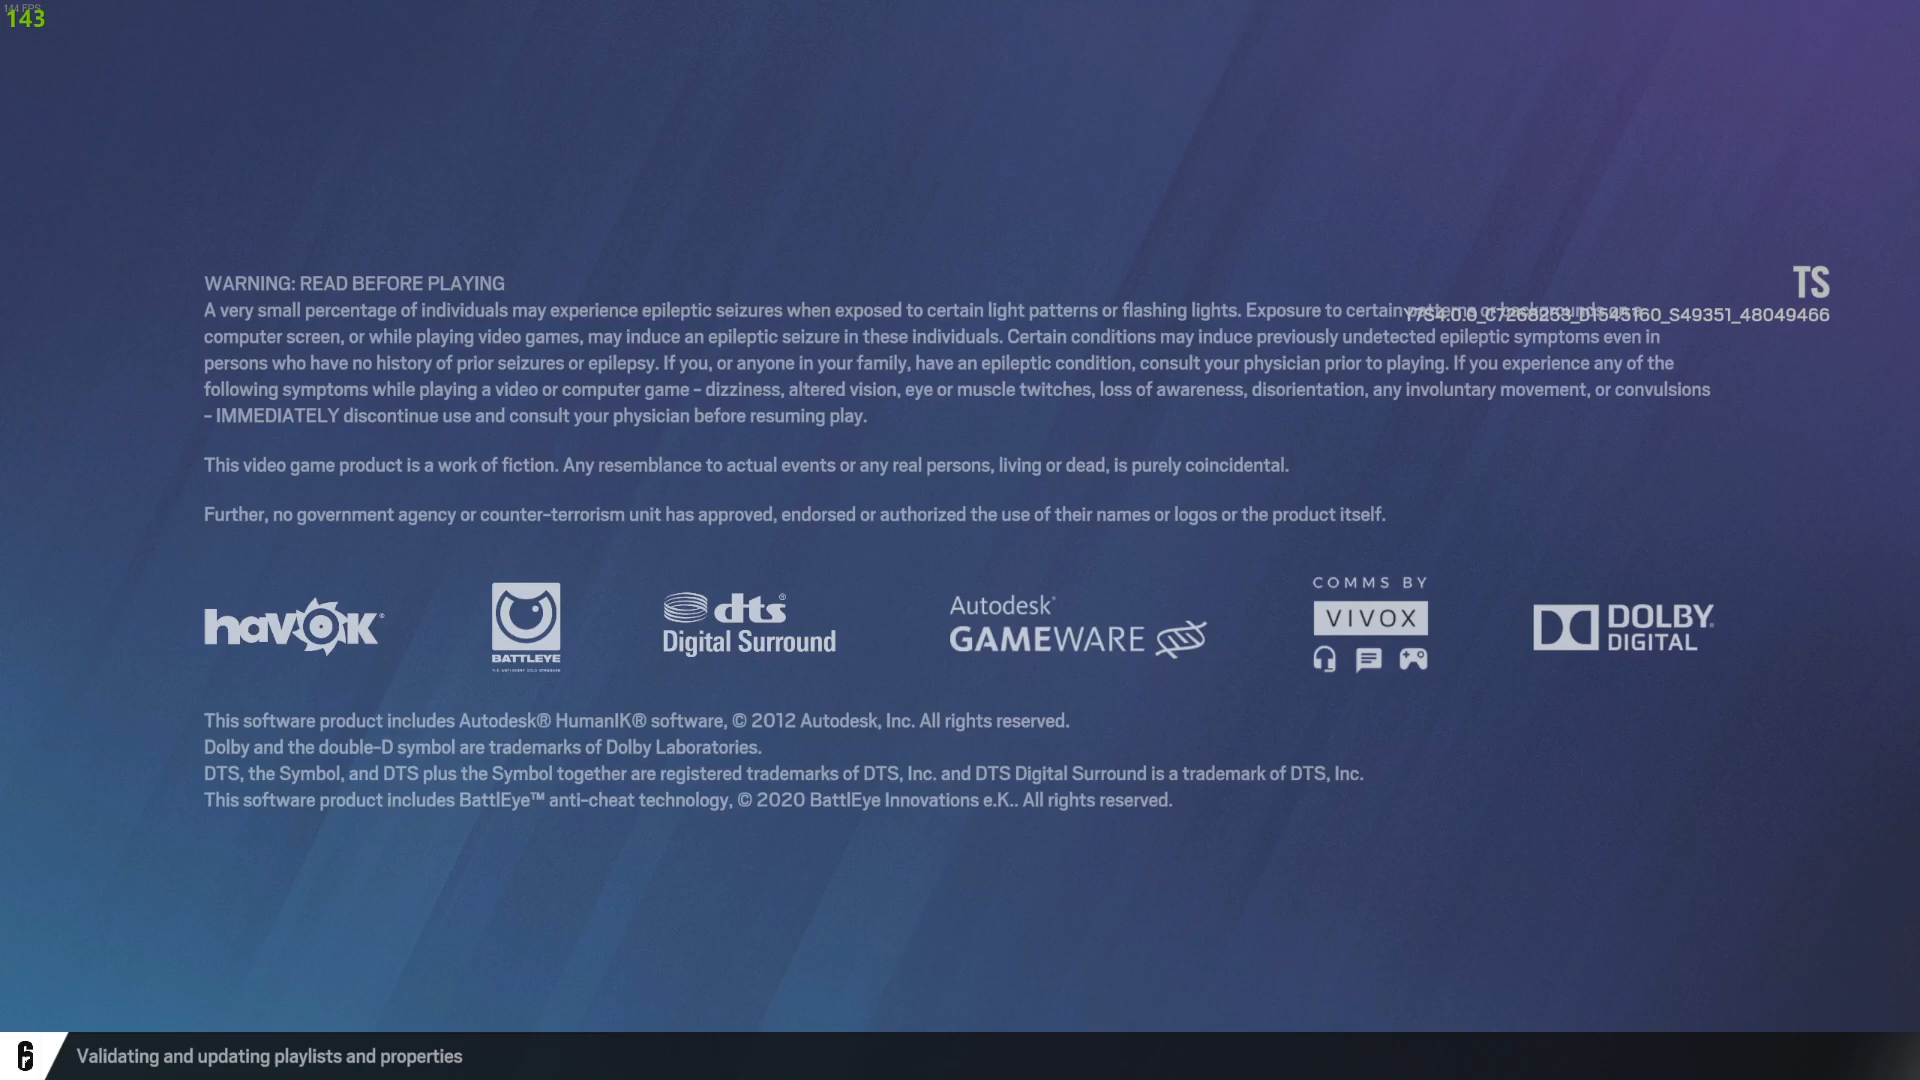 144 FPS
143
WARNING: READ BEFORE PLAYING
TS
A very small percentage of individuals may experience epileptic seizures when exposed to certain light patterns or flashing lights. Exposure to certain patterns or backgrounds on a
Y7S4.0.0_C7268253_D1545160_S49351_48049466
computer screen, or while playing video games, may induce an epileptic seizure in these individuals. Certain conditions may induce previously undetected epileptic symptoms even in
persons who have no history of prior seizures or epilepsy. If you, or anyone in your family, have an epileptic condition, consult your physician prior to playing. If you experience any of the
following symptoms while playing a video or computer game - dizziness, altered vision, eye or muscle twitches, loss of awareness, disorientation, any involuntary movement, or convulsions
- IMMEDIATELY discontinue use and consult your physician before resuming play.
This video game product is a work of fiction. Any resemblance to actual events or any real persons, living or dead, is purely coincidental.
Further, no government agency or counter-terrorism unit has approved, endorsed or authorized the use of their names or logos or the product itself.
havok®
BATTLEYE
dts®
Digital Surround
Autodesk®
GAMEWARE
COMMS BY
VIVOX
DOLBY®
DIGITAL
This software product includes Autodesk® HumanIK® software, © 2012 Autodesk, Inc. All rights reserved.
Dolby and the double-D symbol are trademarks of Dolby Laboratories.
DTS, the Symbol, and DTS plus the Symbol together are registered trademarks of DTS, Inc. and DTS Digital Surround is a trademark of DTS, Inc.
This software product includes BattlEye™ anti-cheat technology, © 2020 BattlEye Innovations e.K.. All rights reserved.
6 Validating and updating playlists and properties